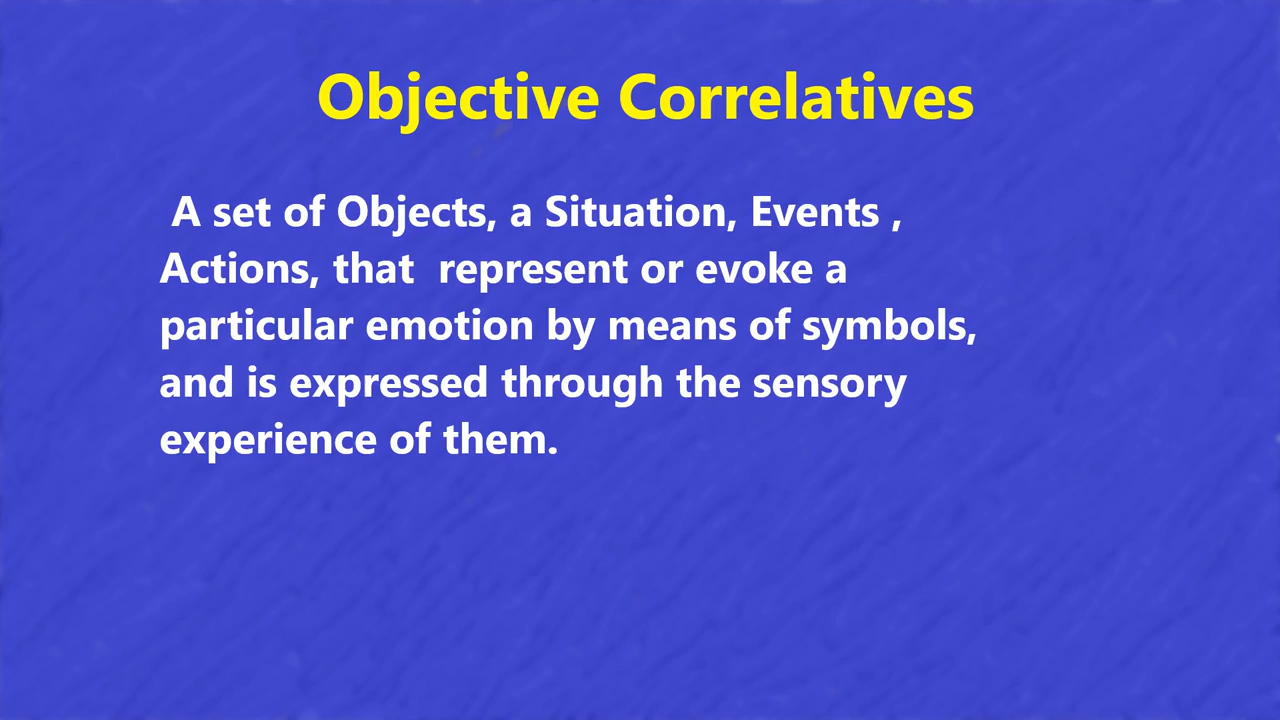 Objective Correlatives
A set of Objects, a Situation, Events ,
Actions, that  represent or evoke a
particular emotion by means of symbols,
and is expressed through the sensory
experience of them.